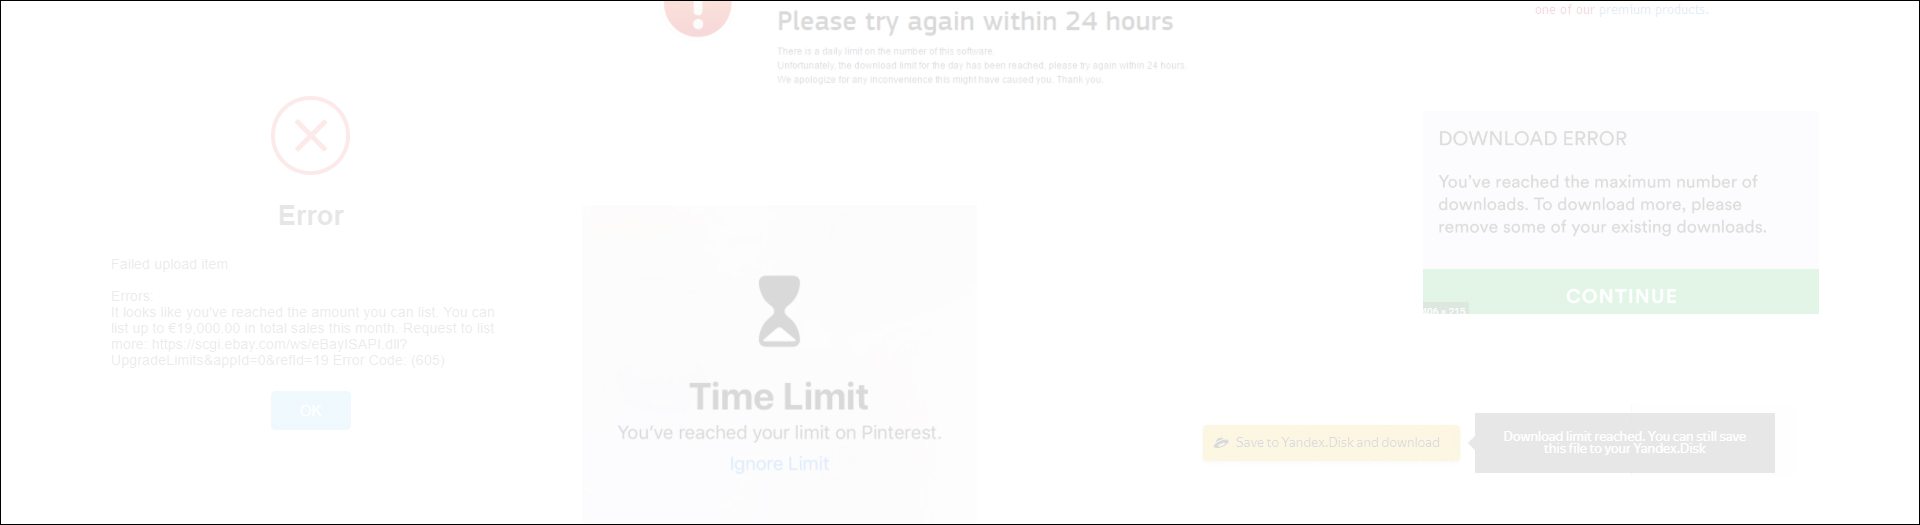 Please try again within 24 hours
There is a daily limit on the number of this software.
Unfortunately, the download limit for the day has been reached, please try again within 24 hours.
We apologize for any inconvenience this might have caused you. Thank you.
one of our premium products.
Error
Failed upload item
Errors:
It looks like you've reached the amount you can list. You can
list up to €19,000.00 in total sales this month. Request to list
more: https://scgi.ebay.com/ws/eBayISAPI.dll?
UpgradeLimits&appId=0&refId=19 Error Code: (605)
OK
Time Limit
You've reached your limit on Pinterest.
Ignore Limit
DOWNLOAD ERROR
You've reached the maximum number of
downloads. To download more, please
remove some of your existing downloads.
CONTINUE
Save to Yandex.Disk and download
Download limit reached. You can still save
this file to your Yandex.Disk